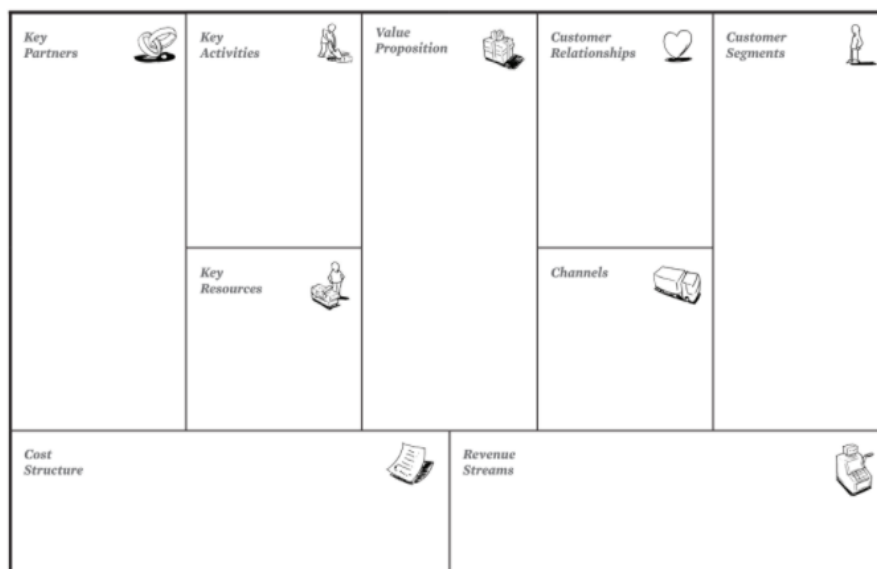 Key
Partners
Key
Activities
Value
Proposition
Customer
Relationships
Customer
Segments
Key
Resources
Channels
Cost
Structure
Revenue
Streams